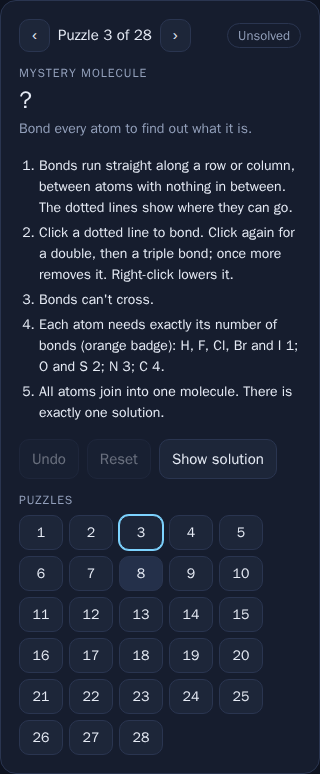 ‹ Puzzle 3 of 28 › Unsolved
MYSTERY MOLECULE
?
Bond every atom to find out what it is.
1. Bonds run straight along a row or column,
between atoms with nothing in between.
The dotted lines show where they can go.
2. Click a dotted line to bond. Click again for
a double, then a triple bond; once more
removes it. Right-click lowers it.
3. Bonds can't cross.
4. Each atom needs exactly its number of
bonds (orange badge): H, F, Cl, Br and I 1;
O and S 2; N 3; C 4.
5. All atoms join into one molecule. There is
exactly one solution.
Undo Reset Show solution
PUZZLES
1 2 3 4 5
6 7 8 9 10
11 12 13 14 15
16 17 18 19 20
21 22 23 24 25
26 27 28